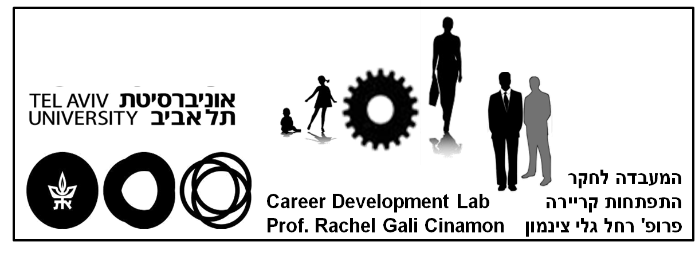 TEL AVIV אוניברסיטת
UNIVERSITY תל אביב
המעבדה לחקר
Career Development Lab התפתחות קריירה
Prof. Rachel Gali Cinamon פרופ' רחל גלי צינמון